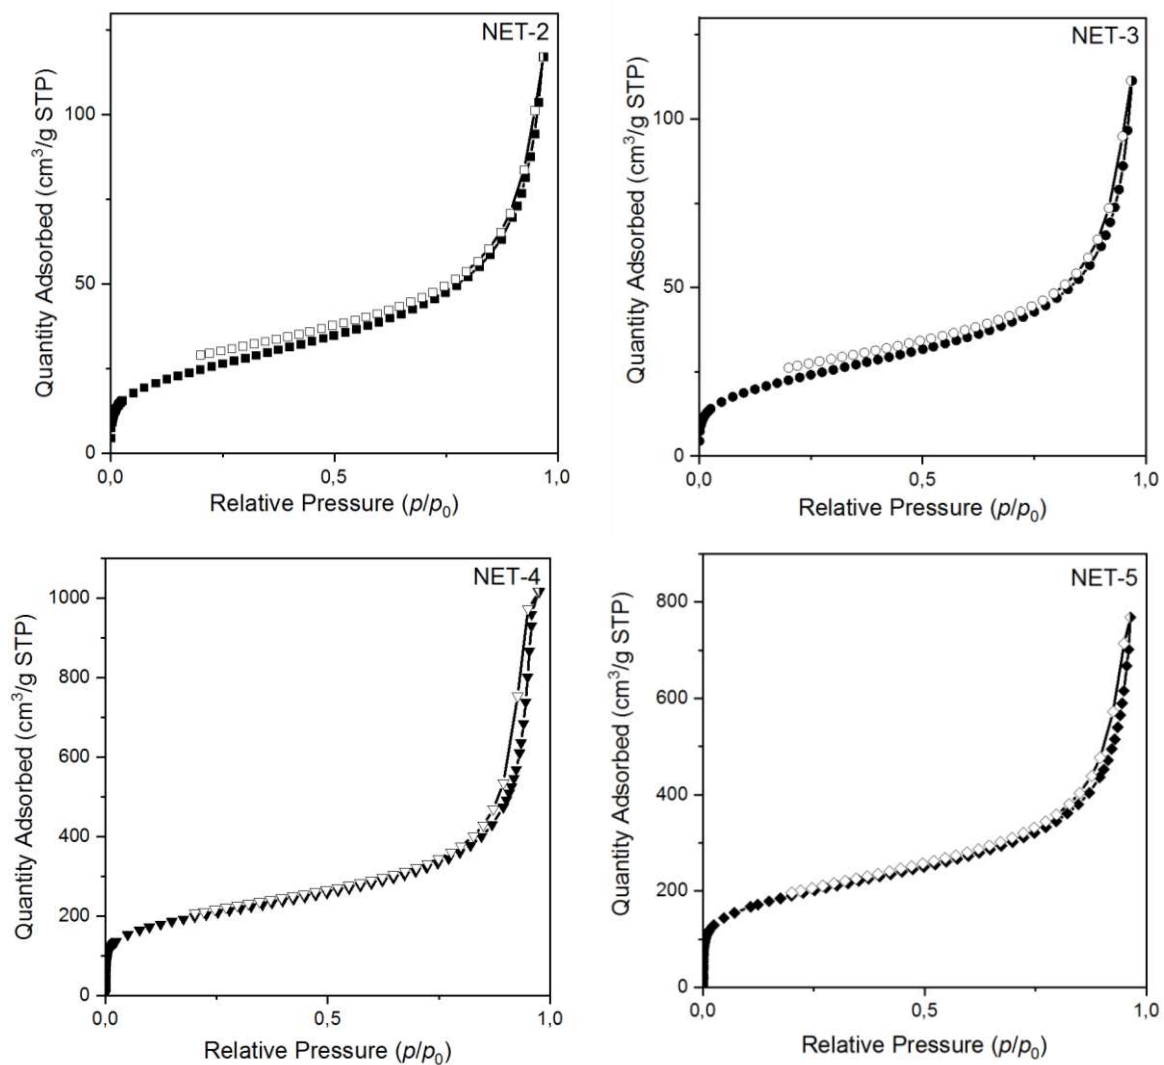 NET-2
Quantity Adsorbed (cm³/g STP)
100
50
0
0,0 0,5 1,0
Relative Pressure (p/p₀)
NET-3
Quantity Adsorbed (cm³/g STP)
100
50
0
0,0 0,5 1,0
Relative Pressure (p/p₀)
NET-4
Quantity Adsorbed (cm³/g STP)
1000
800
600
400
200
0
0,0 0,5 1,0
Relative Pressure (p/p₀)
NET-5
Quantity Adsorbed (cm³/g STP)
800
600
400
200
0
0,0 0,5 1,0
Relative Pressure (p/p₀)